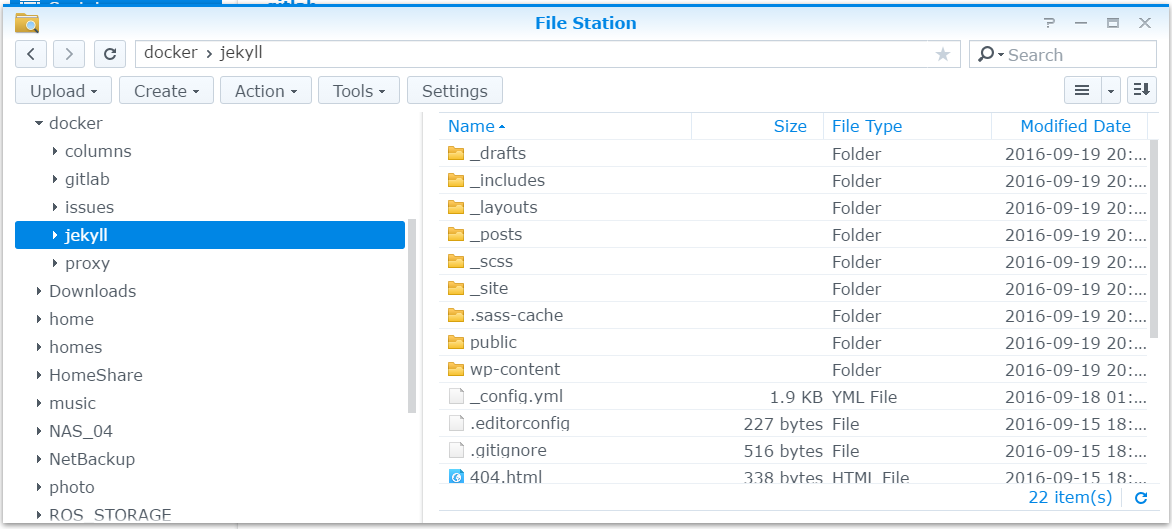 gitlab
File Station
docker › jekyll
Search
Upload
Create
Action
Tools
Settings
docker
columns
gitlab
issues
jekyll
proxy
Downloads
home
homes
HomeShare
music
NAS_04
NetBackup
photo
ROS_STORAGE
Name Size File Type Modified Date
_drafts Folder 2016-09-19 20:...
_includes Folder 2016-09-19 20:...
_layouts Folder 2016-09-19 20:...
_posts Folder 2016-09-19 20:...
_scss Folder 2016-09-19 20:...
_site Folder 2016-09-19 20:...
.sass-cache Folder 2016-09-19 20:...
public Folder 2016-09-19 20:...
wp-content Folder 2016-09-19 20:...
_config.yml 1.9 KB YML File 2016-09-18 01:...
.editorconfig 227 bytes File 2016-09-15 18:...
.gitignore 516 bytes File 2016-09-15 18:...
404.html 338 bytes HTML File 2016-09-15 18:...
22 item(s)